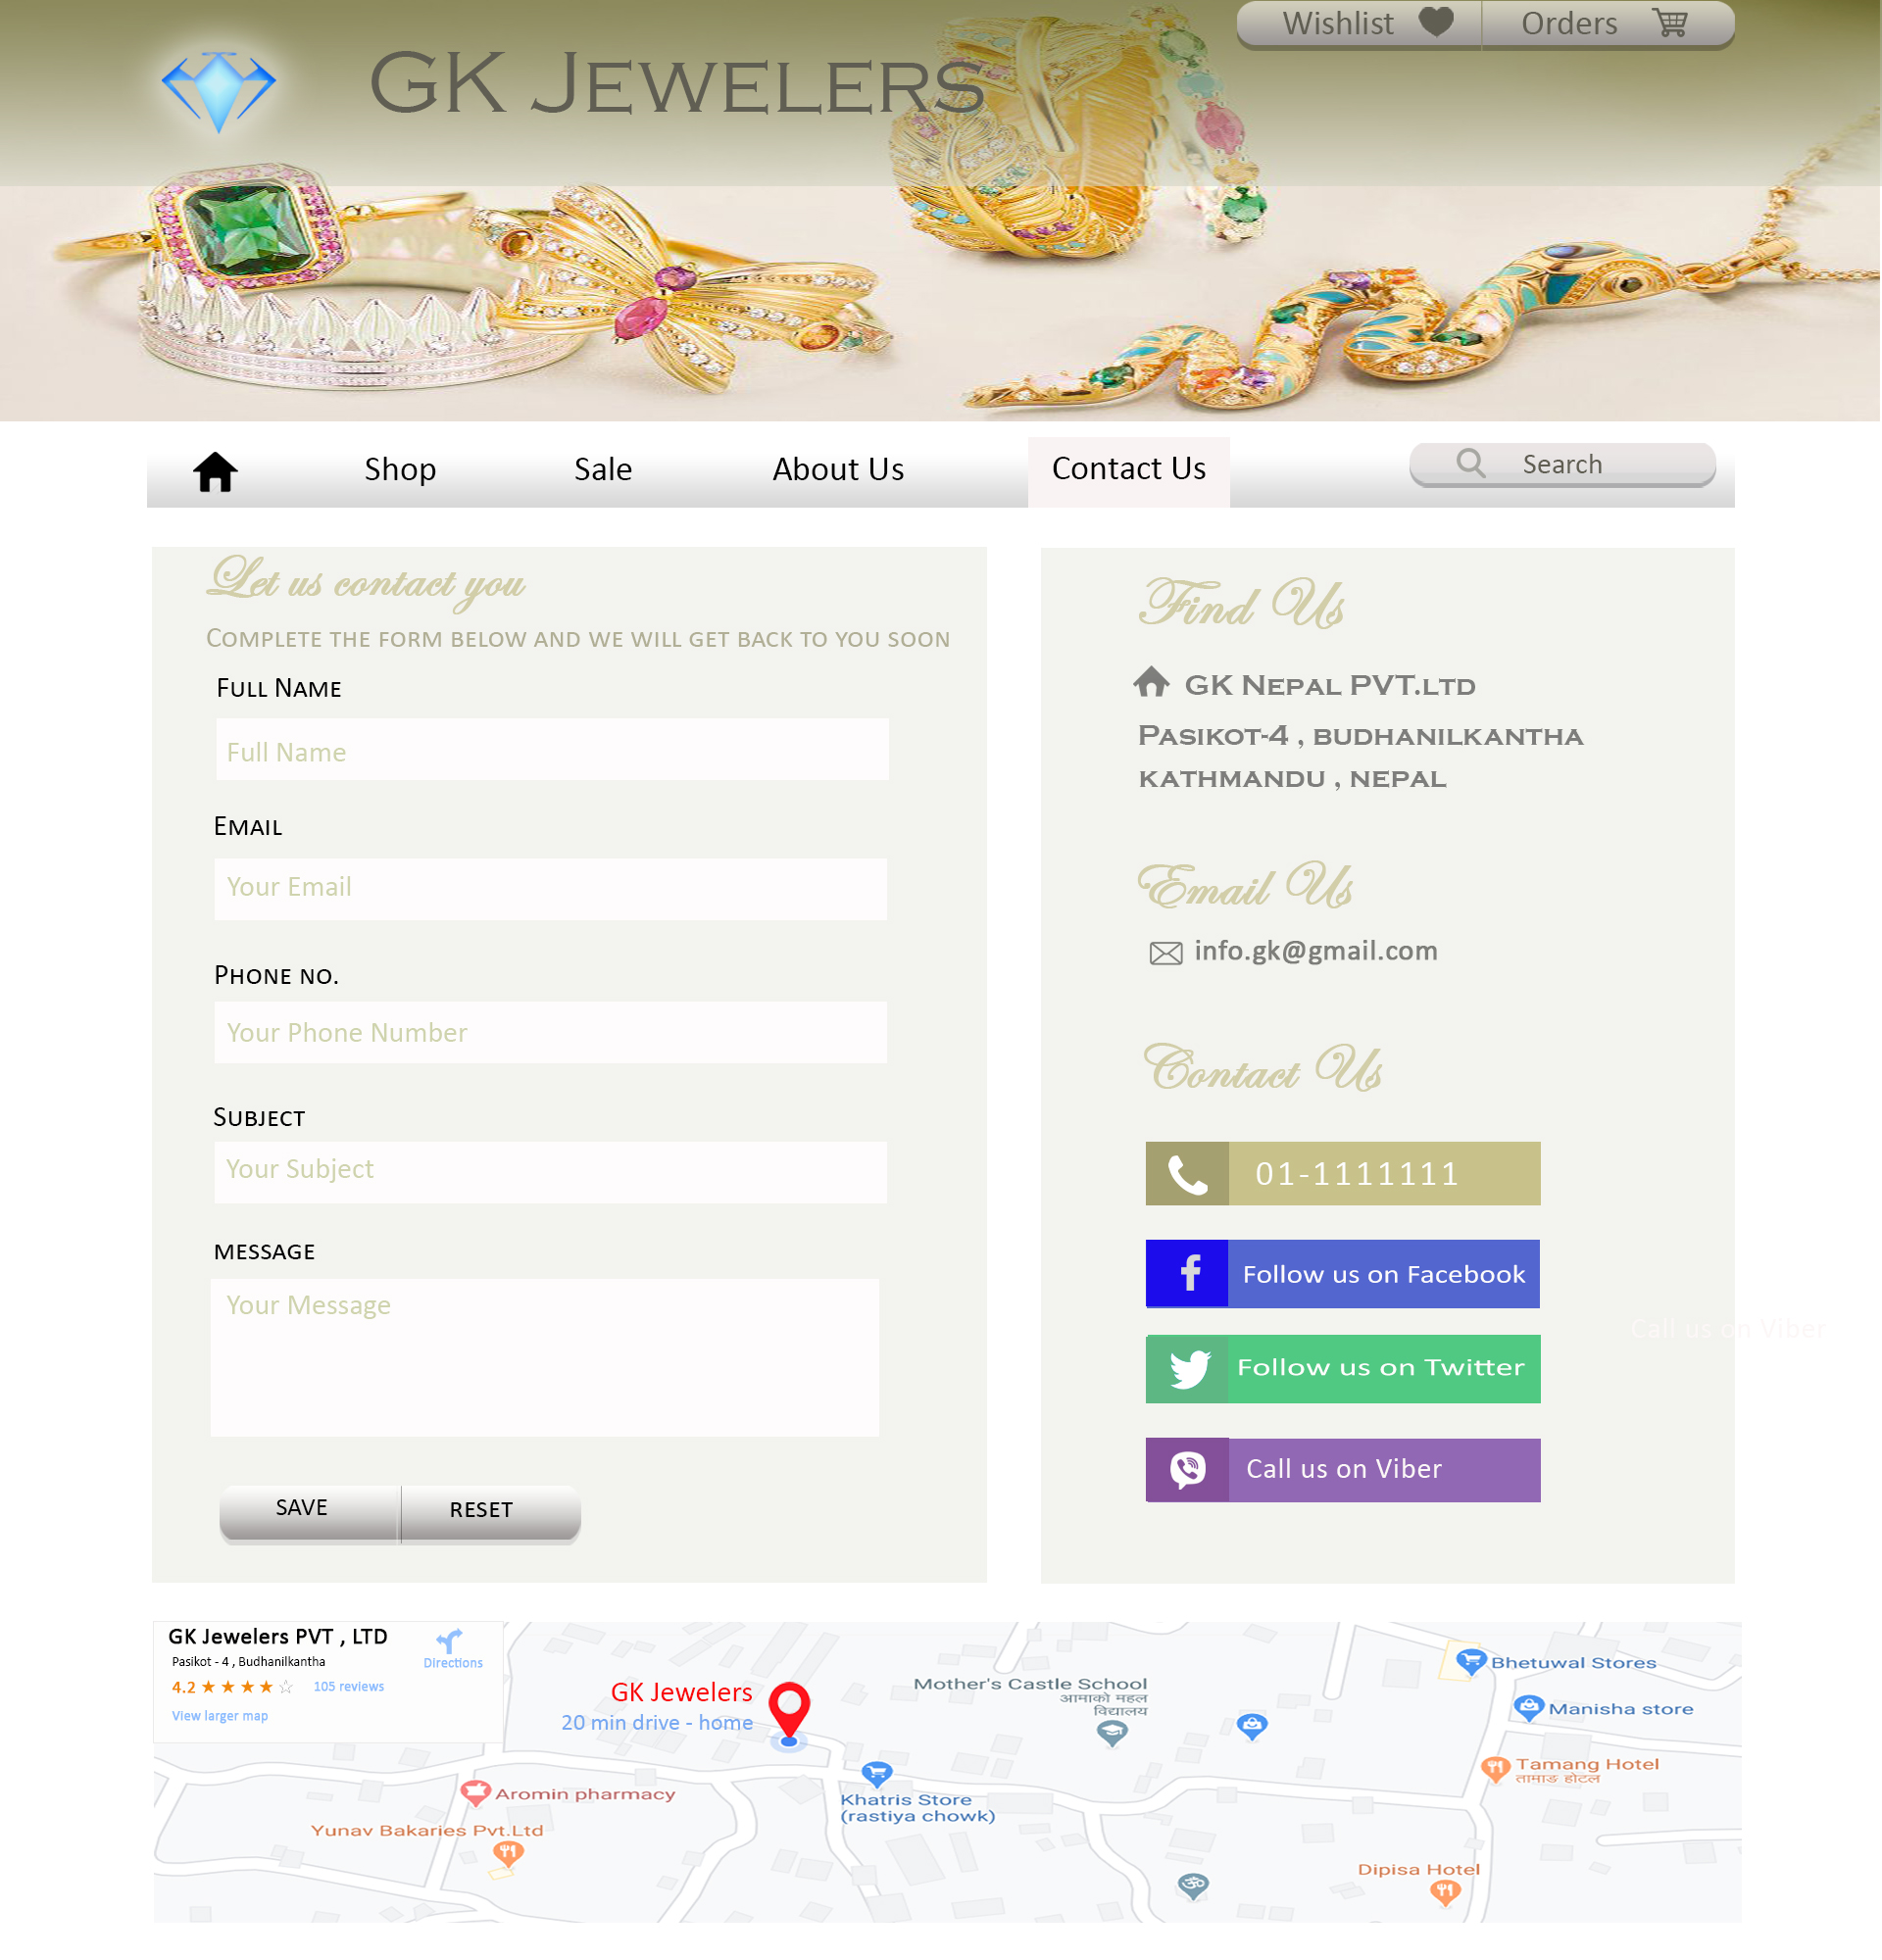 Wishlist
Orders
GK Jewelers
Shop
Sale
About Us
Contact Us
Search
Let us contact you
Complete the form below and we will get back to you soon
Full Name
Full Name
Email
Your Email
Phone no.
Your Phone Number
Subject
Your Subject
message
Your Message
SAVE
RESET
Find Us
GK Nepal PVT.ltd
Pasikot-4 , budhanilkantha
kathmandu , nepal
Email Us
info.gk@gmail.com
Contact Us
01-1111111
Follow us on Facebook
Call us on Viber
Follow us on Twitter
Call us on Viber
GK Jewelers PVT , LTD
Pasikot - 4 , Budhanilkantha
Directions
4.2
105 reviews
View larger map
GK Jewelers
20 min drive - home
Mother's Castle School
आमाको महल
विद्यालय
Bhetuwal Stores
Manisha store
Tamang Hotel
तामाङ होटल
Aromin pharmacy
Khatris Store
(rastiya chowk)
Yunav Bakaries Pvt.Ltd
Dipisa Hotel
ॐ